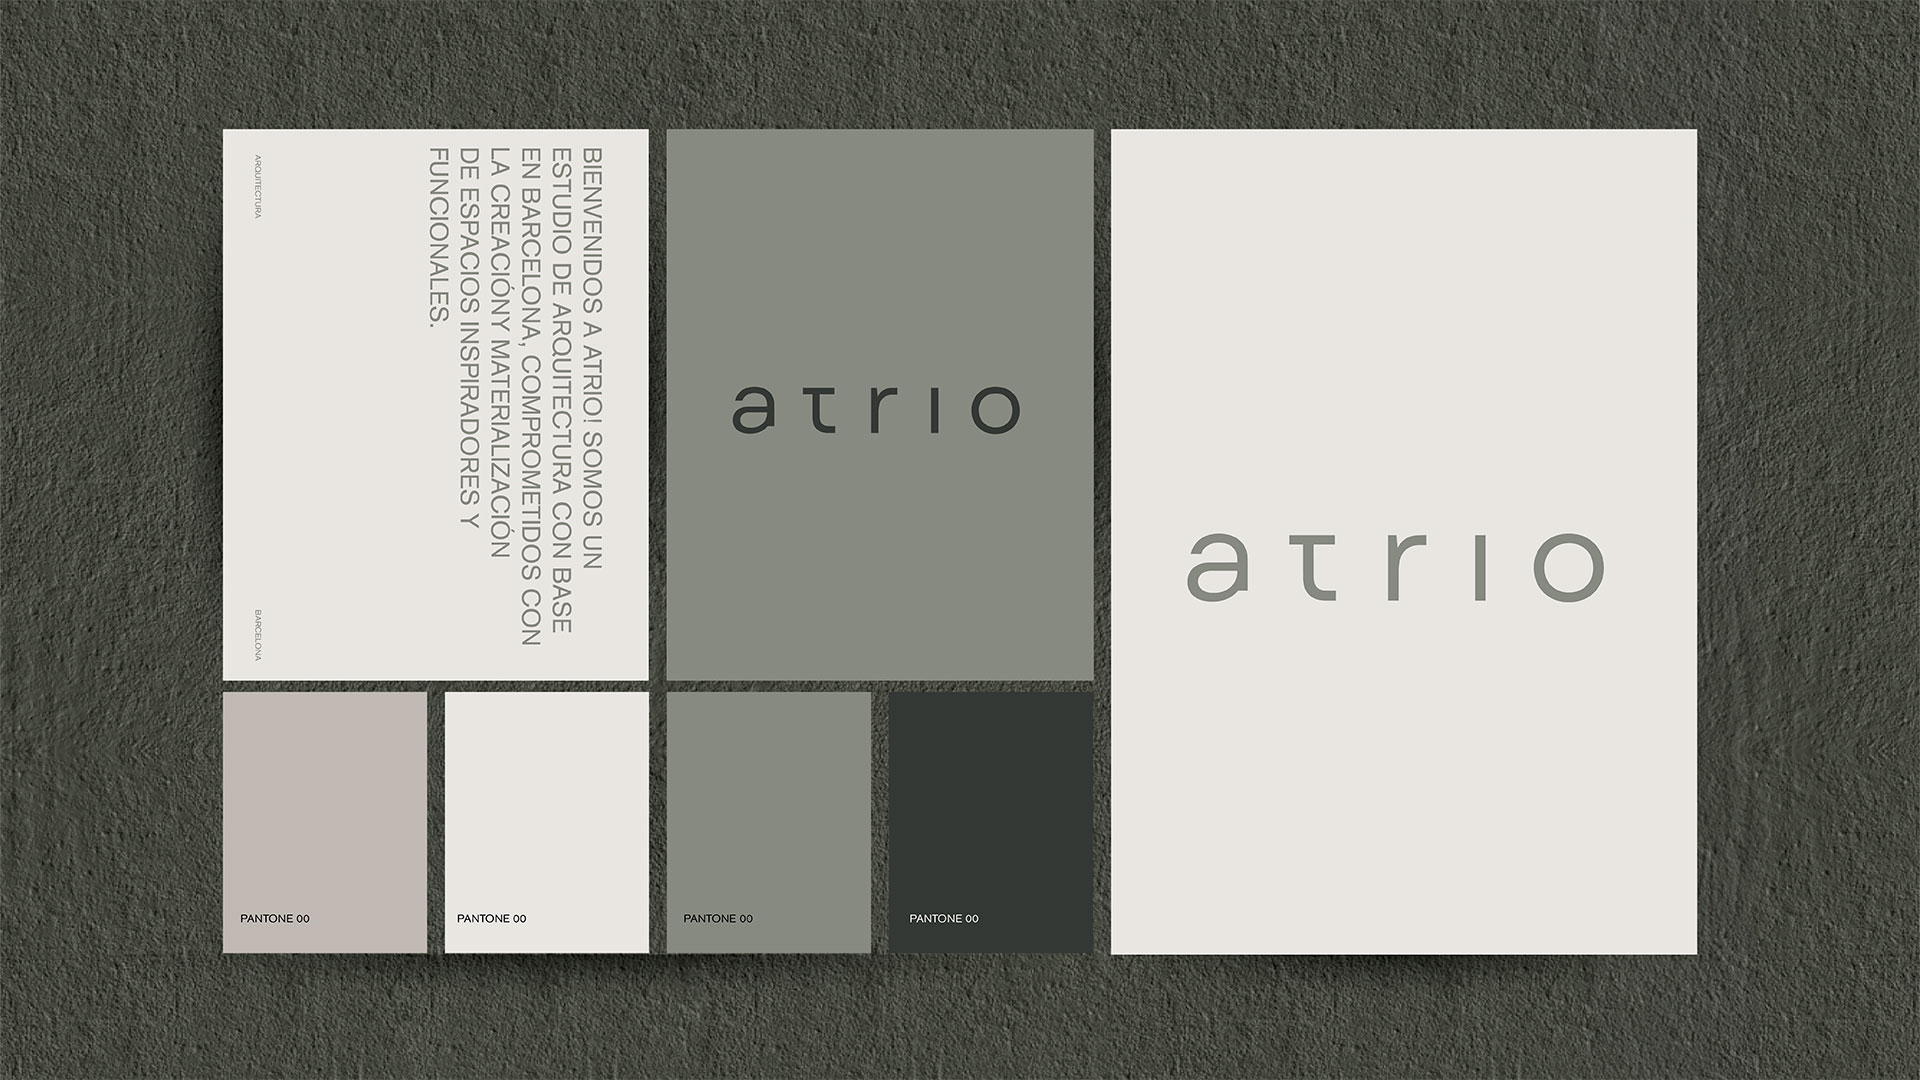 ARQUITECTURA
BARCELONA
BIENVENIDOS A ATRIO! SOMOS UN
ESTUDIO DE ARQUITECTURA CON BASE
EN BARCELONA, COMPROMETIDOS CON
LA CREACIÓNY MATERIALIZACIÓN
DE ESPACIOS INSPIRADORES Y
FUNCIONALES.
atrio
atrio
PANTONE 00
PANTONE 00
PANTONE 00
PANTONE 00